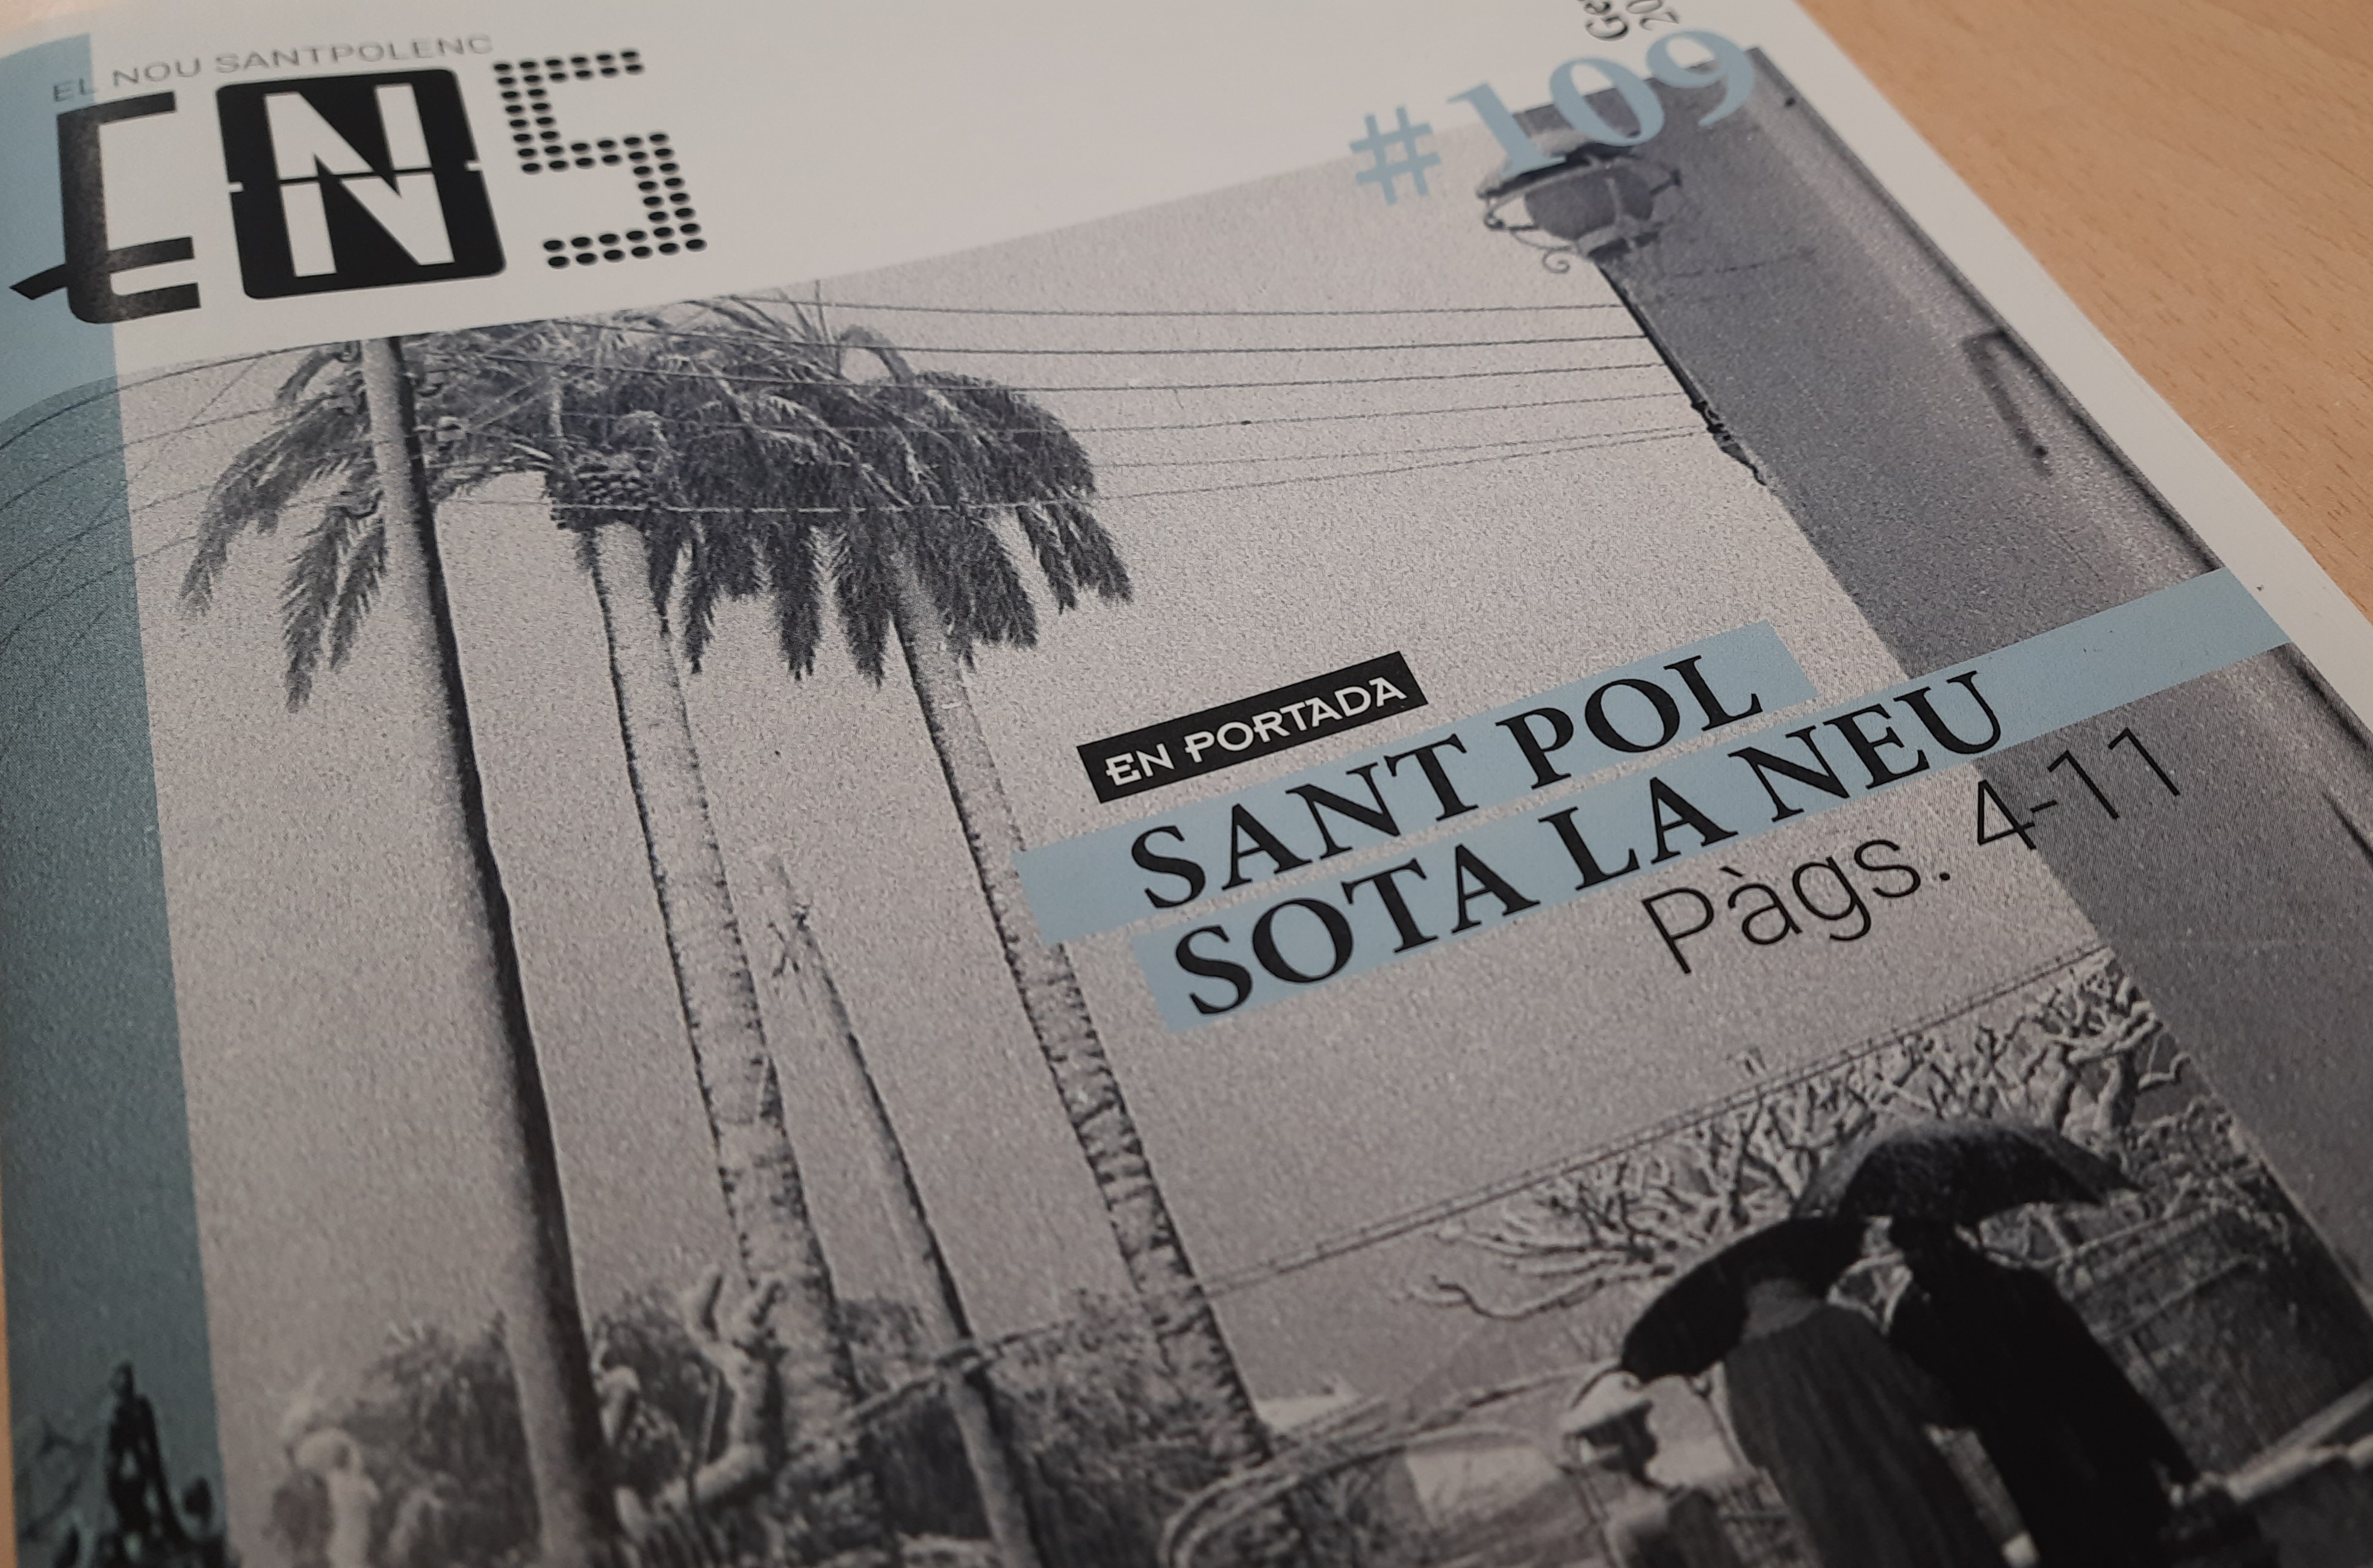 EL NOU SANTPOLENC
ENS
#109
EN PORTADA
SANT POL
SOTA LA NEU
Pàgs. 4-11